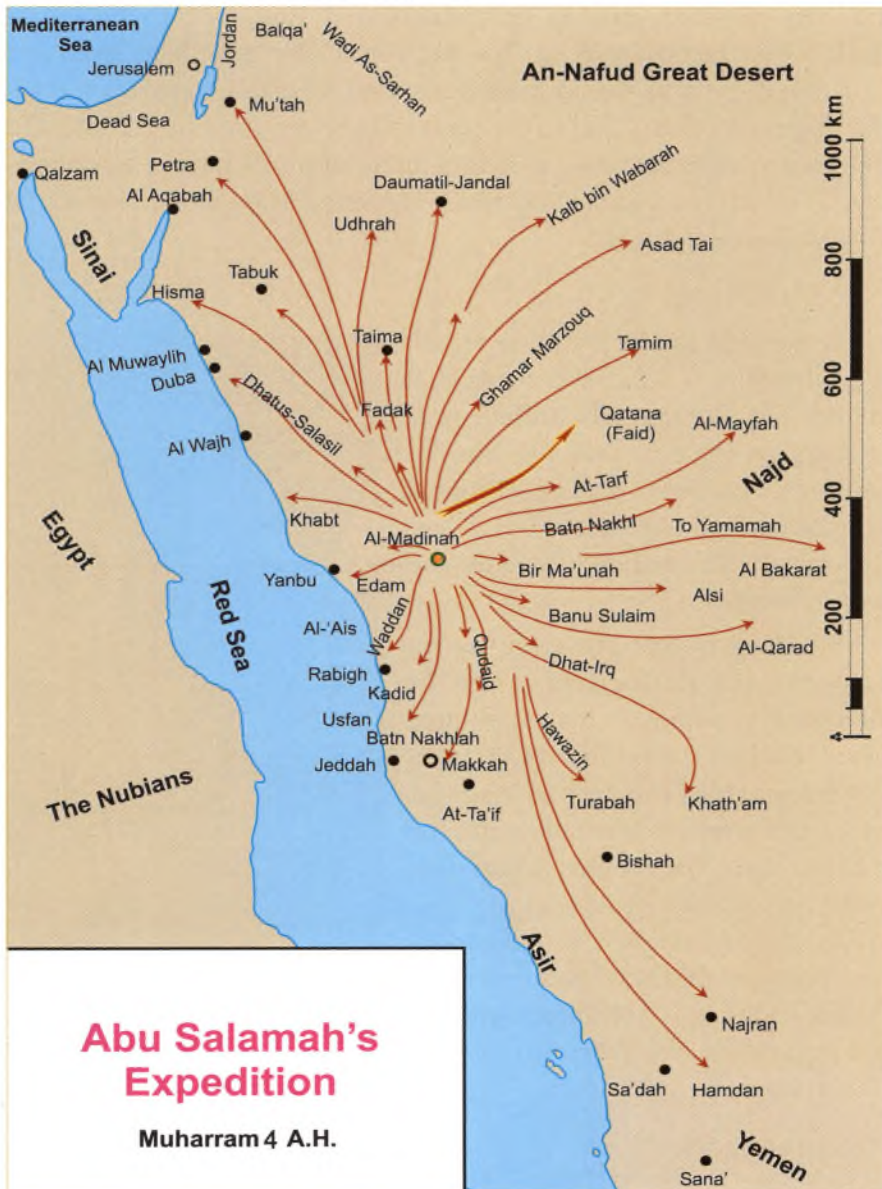 Mediterranean
Sea
Jordan
Balqa'
Wadi As-Sarhan
Jerusalem
An-Nafud Great Desert
Mu'tah
Dead Sea
1000 km
Petra
Qalzam
Daumatil-Jandal
Kalb bin Wabarah
Al Aqabah
Udhrah
Asad Tai
Sinai
800
Tabuk
Hisma
Taima
Ghamar Marzouq
Tamim
Al Muwaylih
Duba
600
Dhatus-Salasil
Fadak
Qatana
(Faid)
Al-Mayfah
Al Wajh
Najd
At-Tarf
400
Khabt
Batn Nakhl
To Yamamah
Egypt
Al-Madinah
Bir Ma'unah
Al Bakarat
Yanbu
Edam
Alsi
Red Sea
Banu Sulaim
200
Al-'Ais
Waddan
Al-Qarad
Qudaid
Dhat-Irq
Rabigh
Kadid
Usfan
Hawazin
Batn Nakhlah
Jeddah
Makkah
The Nubians
At-Ta'if
Turabah
Khath'am
Bishah
Asir
Abu Salamah's
Expedition
Muharram 4 A.H.
Najran
Sa'dah
Hamdan
Yemen
Sana'